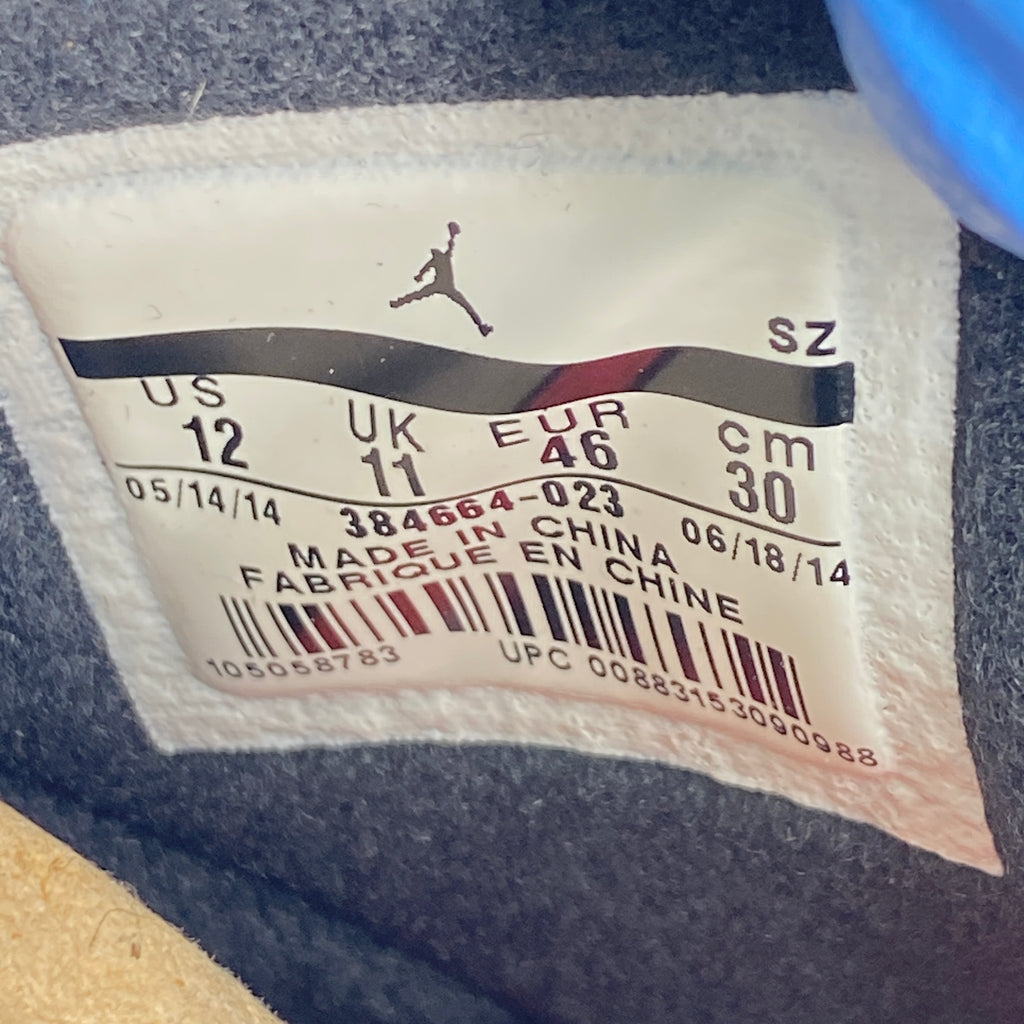 SZ
US UK EUR cm
12 11 46 30
05/14/14 384664-023 06/18/14
MADE IN CHINA
FABRIQUE EN CHINE
105058783 UPC 00883153090988